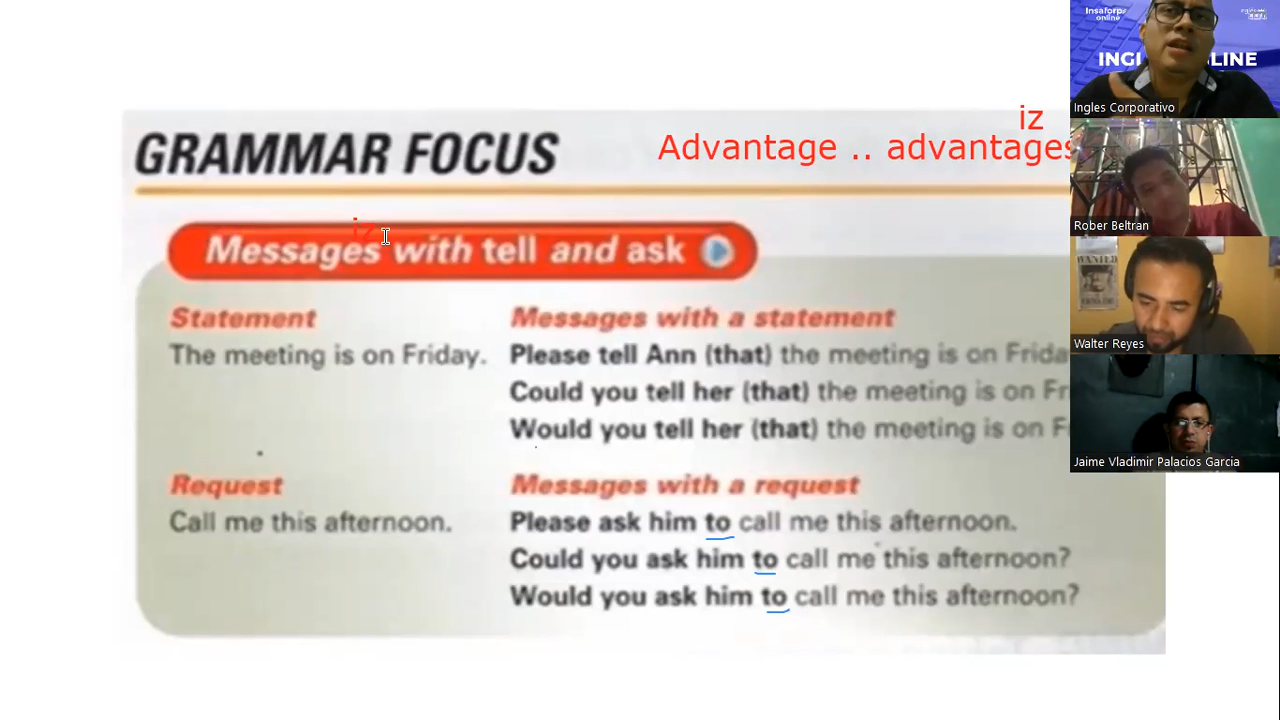 Insaforp
online
INGL LINE
Ingles Corporativo
iz
GRAMMAR FOCUS
Advantage .. advantages
Rober Beltran
iz
Messages with tell and ask
Statement
Messages with a statement
The meeting is on Friday.
Please tell Ann (that) the meeting is on Frida
Could you tell her (that) the meeting is on Fr
Would you tell her (that) the meeting is on F
WANTED
Walter Reyes
Jaime Vladimir Palacios Garcia
Request
Messages with a request
Call me this afternoon.
Please ask him to call me this afternoon.
Could you ask him to call me this afternoon?
Would you ask him to call me this afternoon?